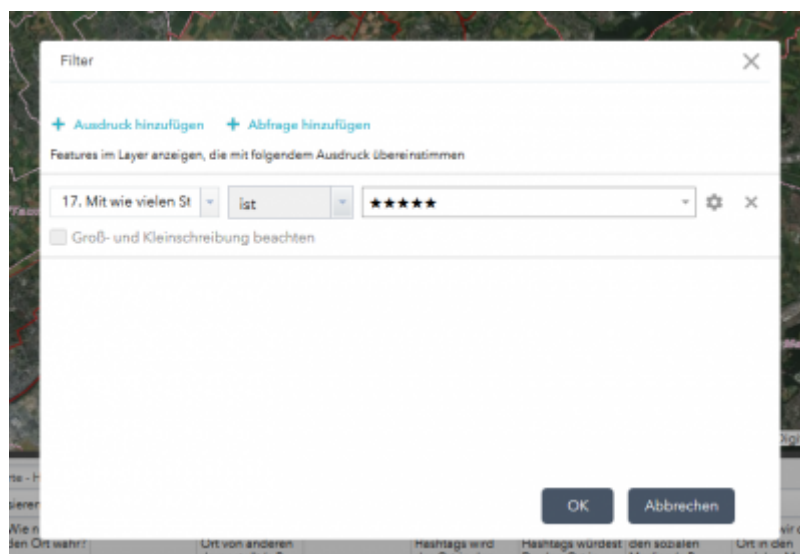 Filter
+ Ausdruck hinzufügen + Abfrage hinzufügen
Features im Layer anzeigen, die mit folgendem Ausdruck übereinstimmen
17. Mit wie vielen St ist ★★★★★
Groß- und Kleinschreibung beachten
OK Abbrechen
den Ort wahr? Ort von anderen Hashtags wird Hashtags würdest den sozialen Ort in den